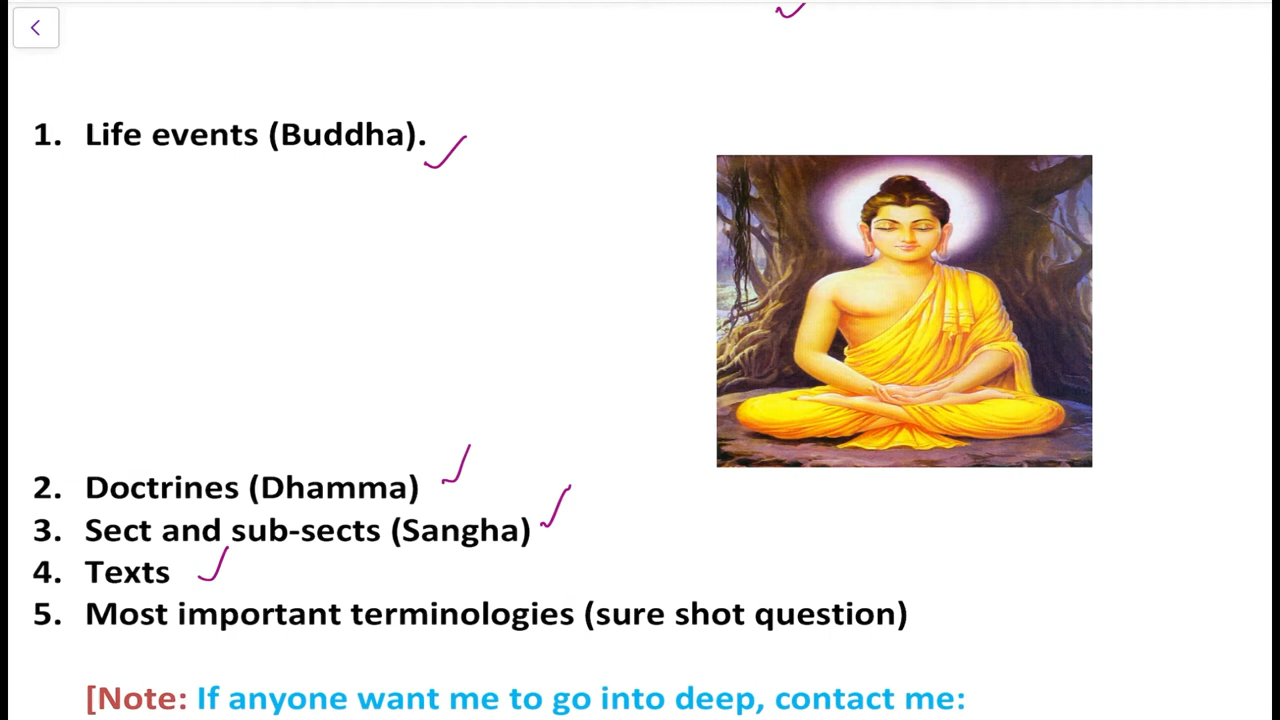 1. Life events (Buddha).
2. Doctrines (Dhamma)
3. Sect and sub-sects (Sangha)
4. Texts
5. Most important terminologies (sure shot question)
[Note: If anyone want me to go into deep, contact me: